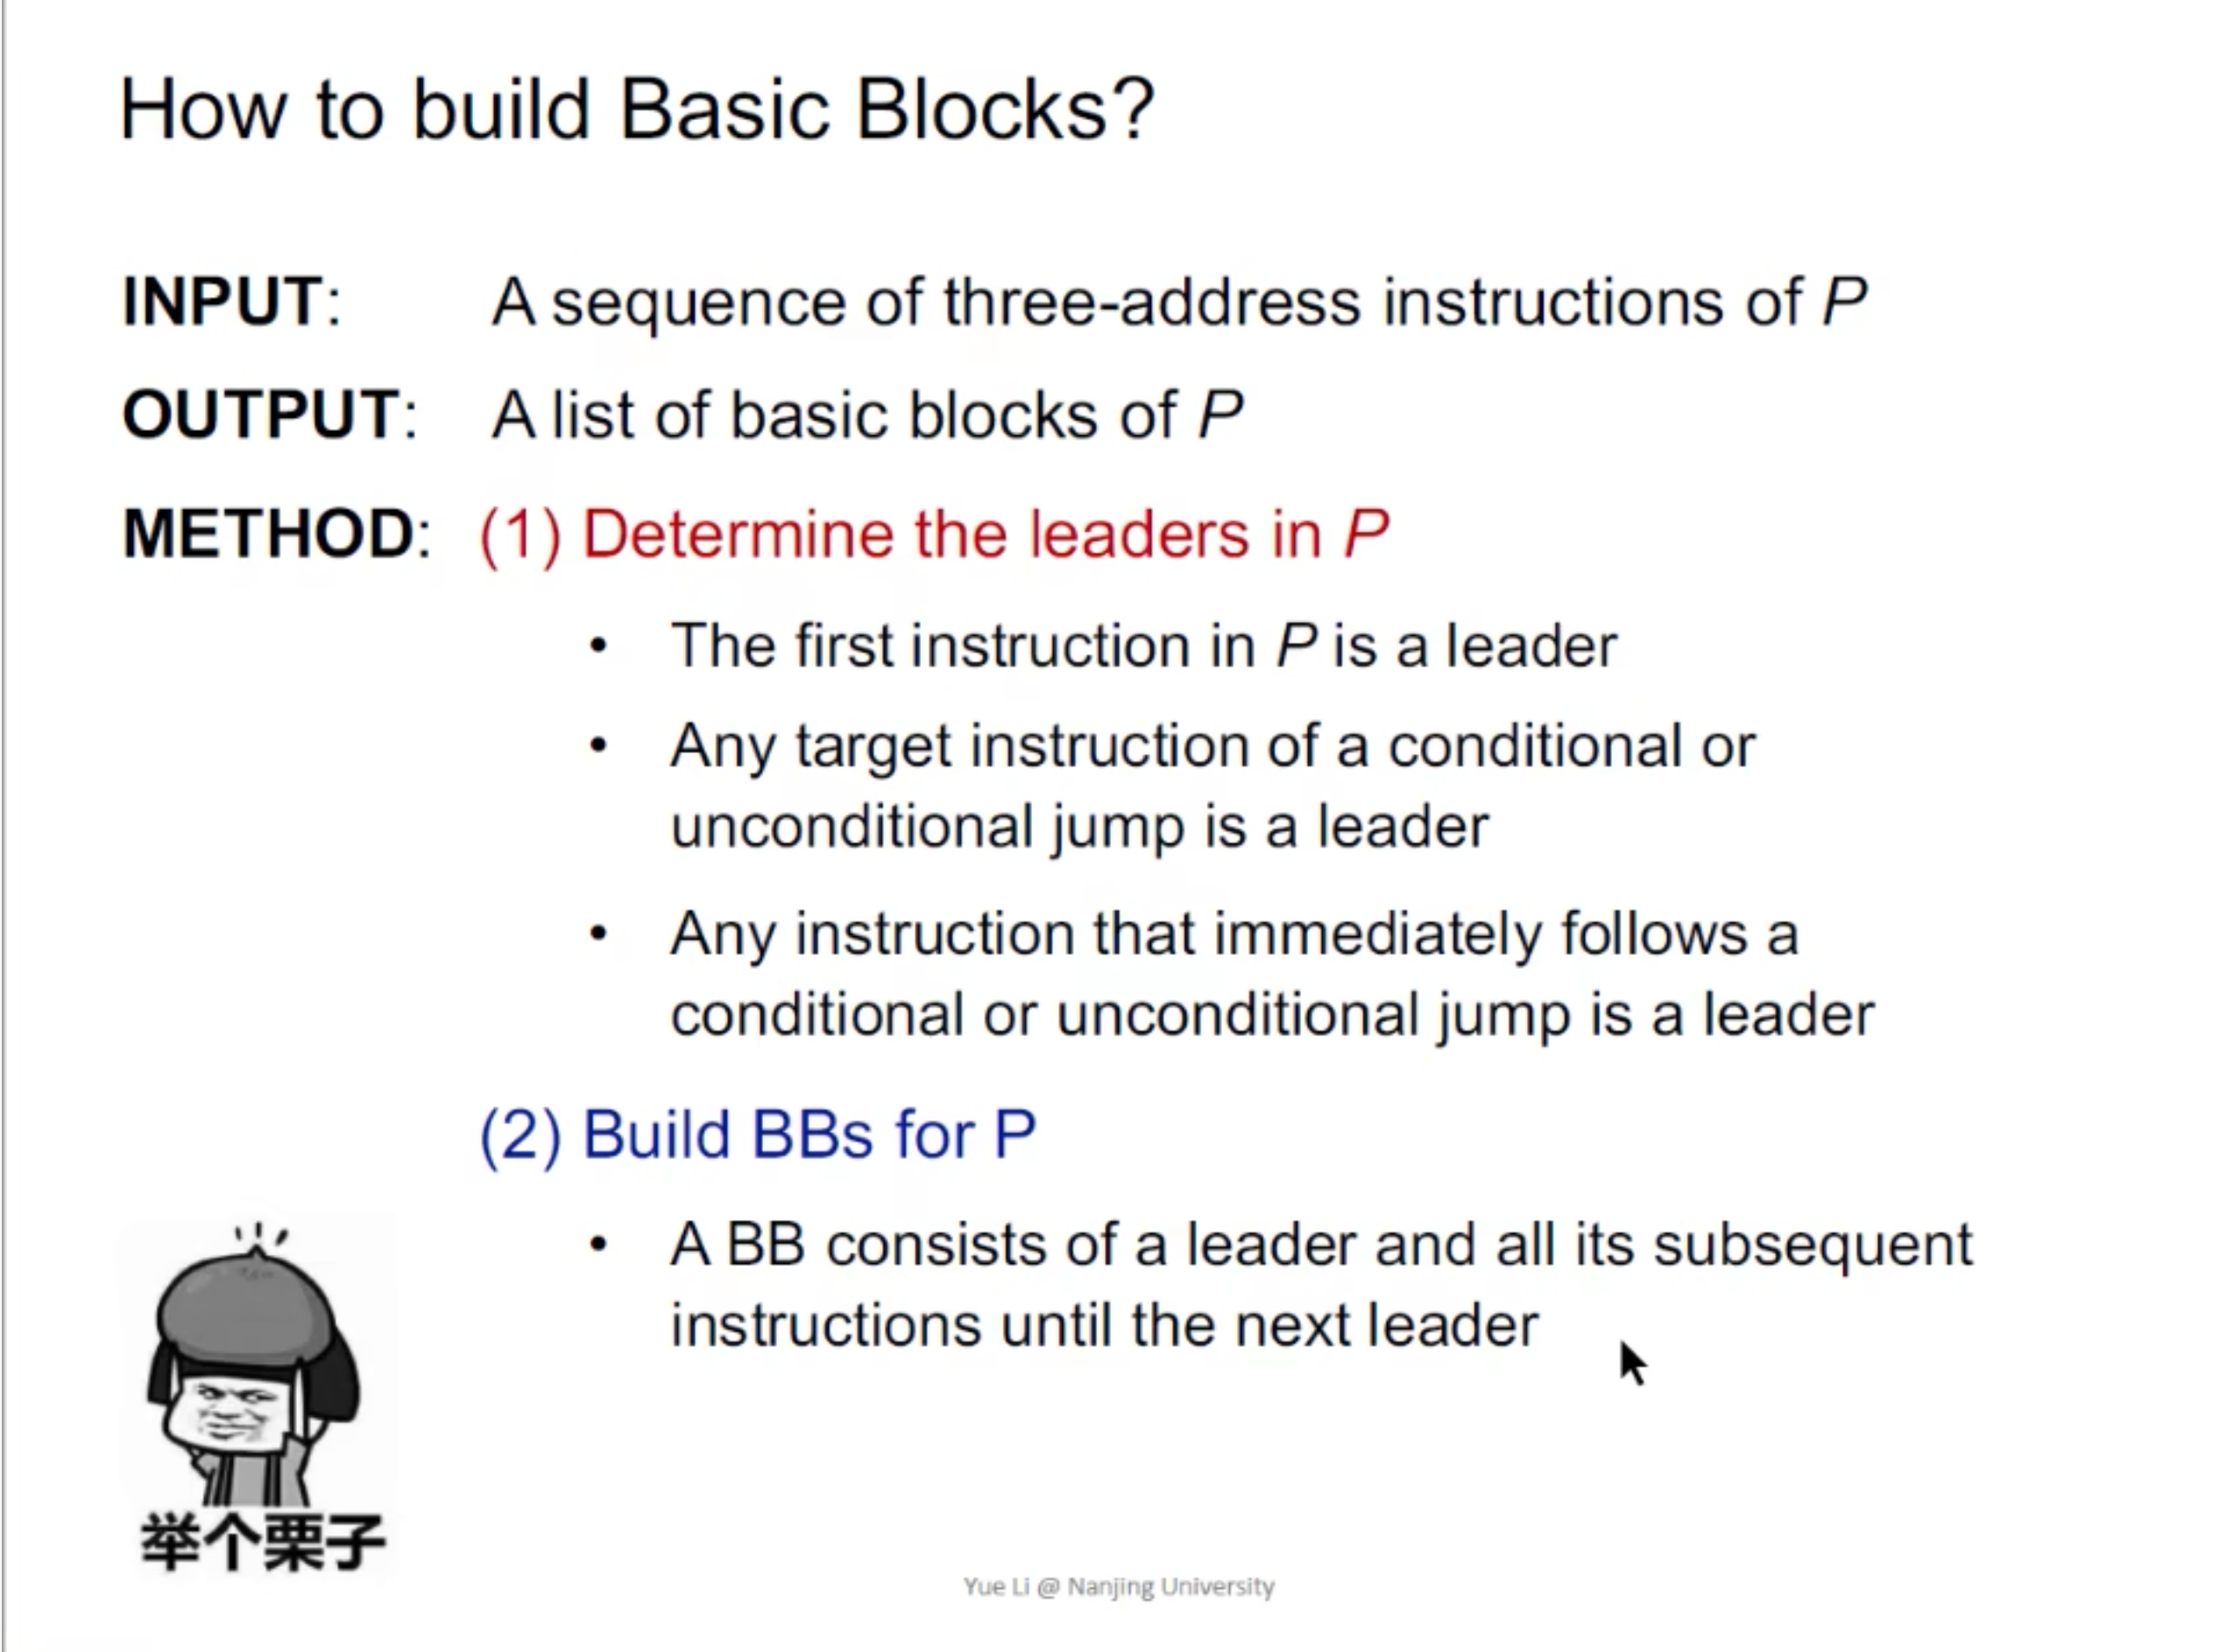 How to build Basic Blocks?
INPUT: A sequence of three-address instructions of P
OUTPUT: A list of basic blocks of P
METHOD: (1) Determine the leaders in P
• The first instruction in P is a leader
• Any target instruction of a conditional or
unconditional jump is a leader
• Any instruction that immediately follows a
conditional or unconditional jump is a leader
(2) Build BBs for P
• A BB consists of a leader and all its subsequent
instructions until the next leader
举个栗子
Yue Li @ Nanjing University